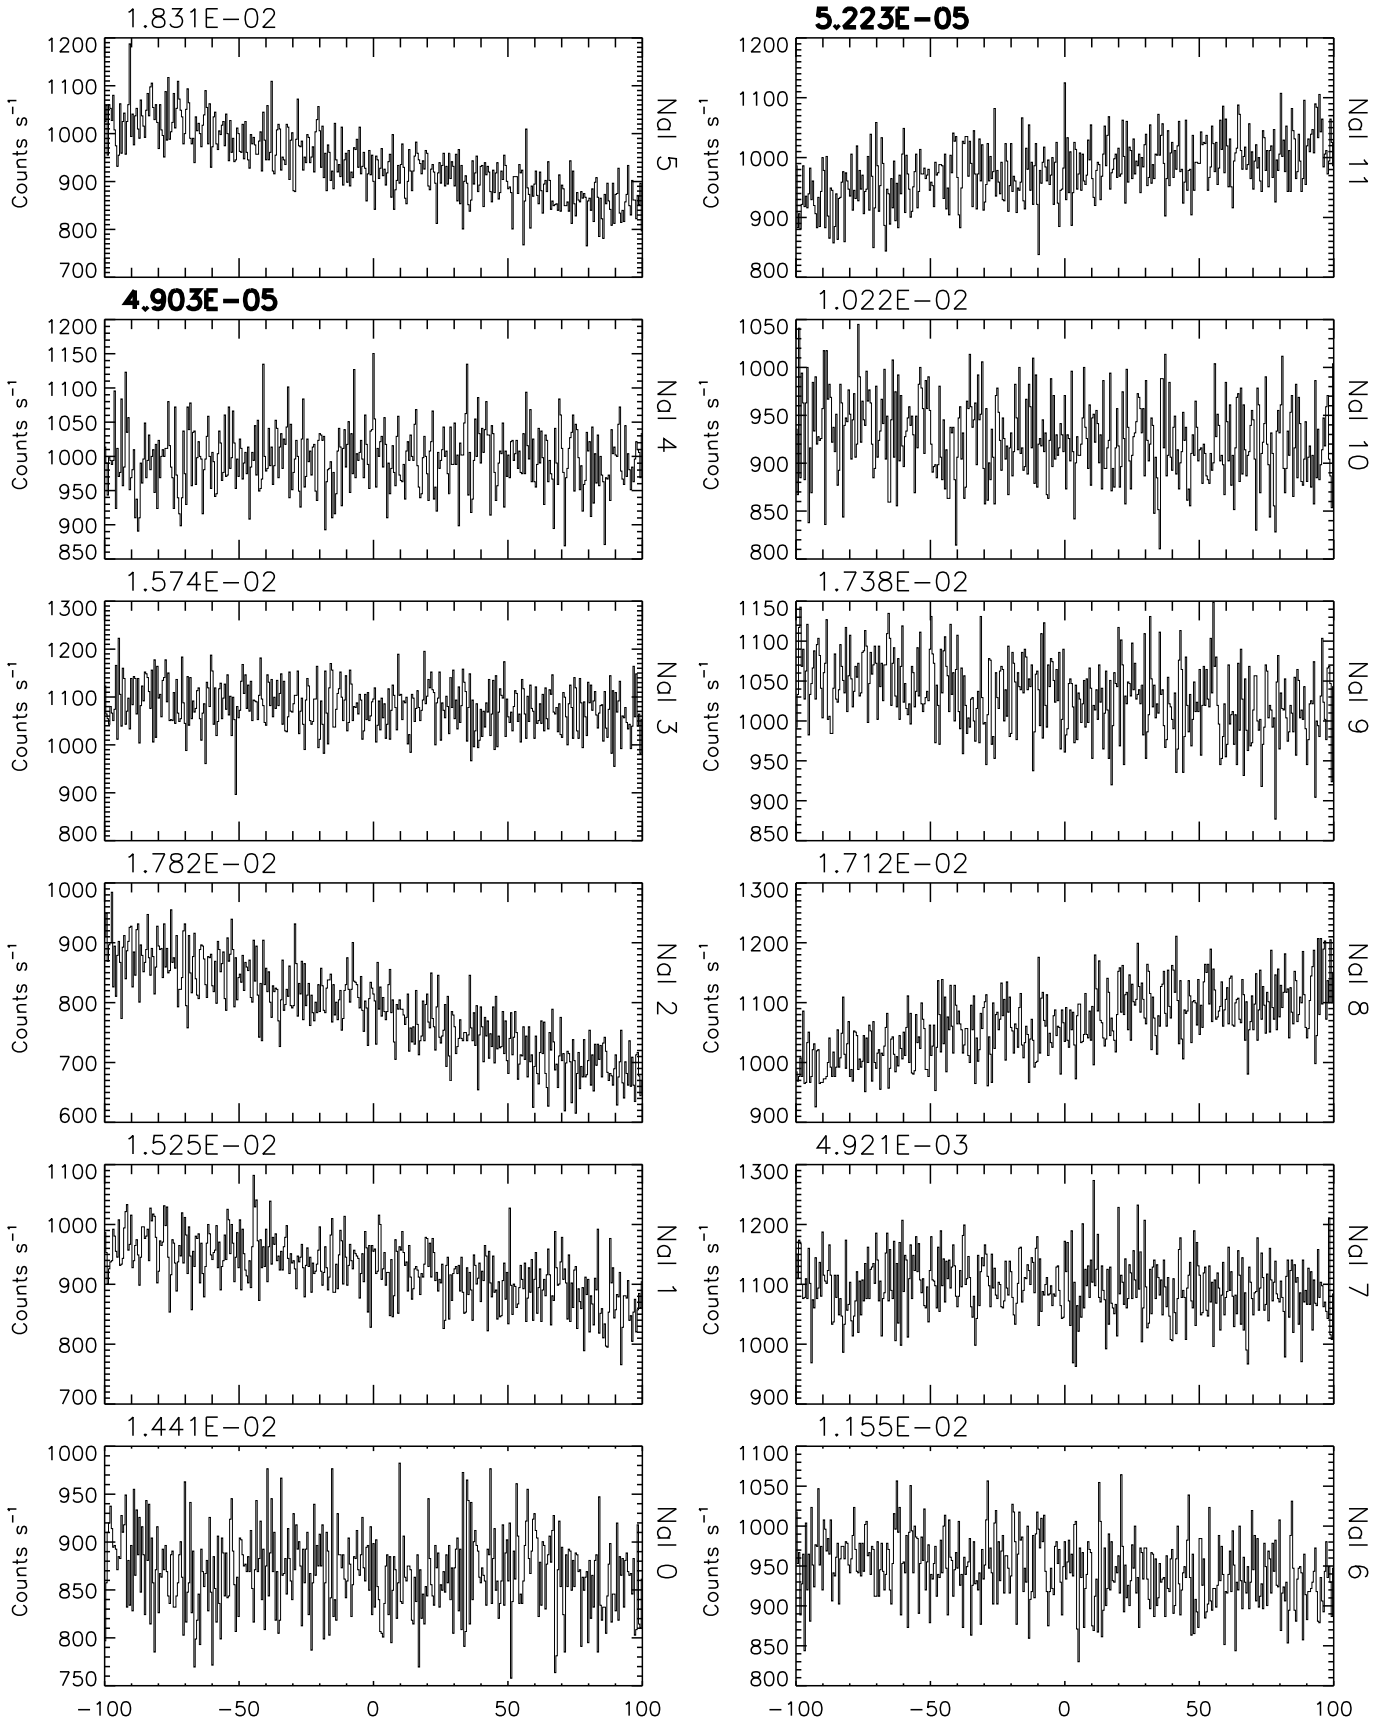 1.831E−02
1200
1100
1000
900
800
700
Counts s⁻¹
NaI 5
5.223E−05
1200
1100
1000
900
800
Counts s⁻¹
NaI 11
4.903E−05
1200
1150
1100
1050
1000
950
900
850
Counts s⁻¹
NaI 4
1.022E−02
1050
1000
950
900
850
800
Counts s⁻¹
NaI 10
1.574E−02
1300
1200
1100
1000
900
800
Counts s⁻¹
NaI 3
1.738E−02
1150
1100
1050
1000
950
900
850
Counts s⁻¹
NaI 9
1.782E−02
1000
900
800
700
600
Counts s⁻¹
NaI 2
1.712E−02
1300
1200
1100
1000
900
Counts s⁻¹
NaI 8
1.525E−02
1100
1000
900
800
700
Counts s⁻¹
NaI 1
4.921E−03
1300
1200
1100
1000
900
Counts s⁻¹
NaI 7
1.441E−02
1000
950
900
850
800
750
Counts s⁻¹
NaI 0
−100 −50 0 50 100
1.155E−02
1100
1050
1000
950
900
850
800
Counts s⁻¹
NaI 6
−100 −50 0 50 100